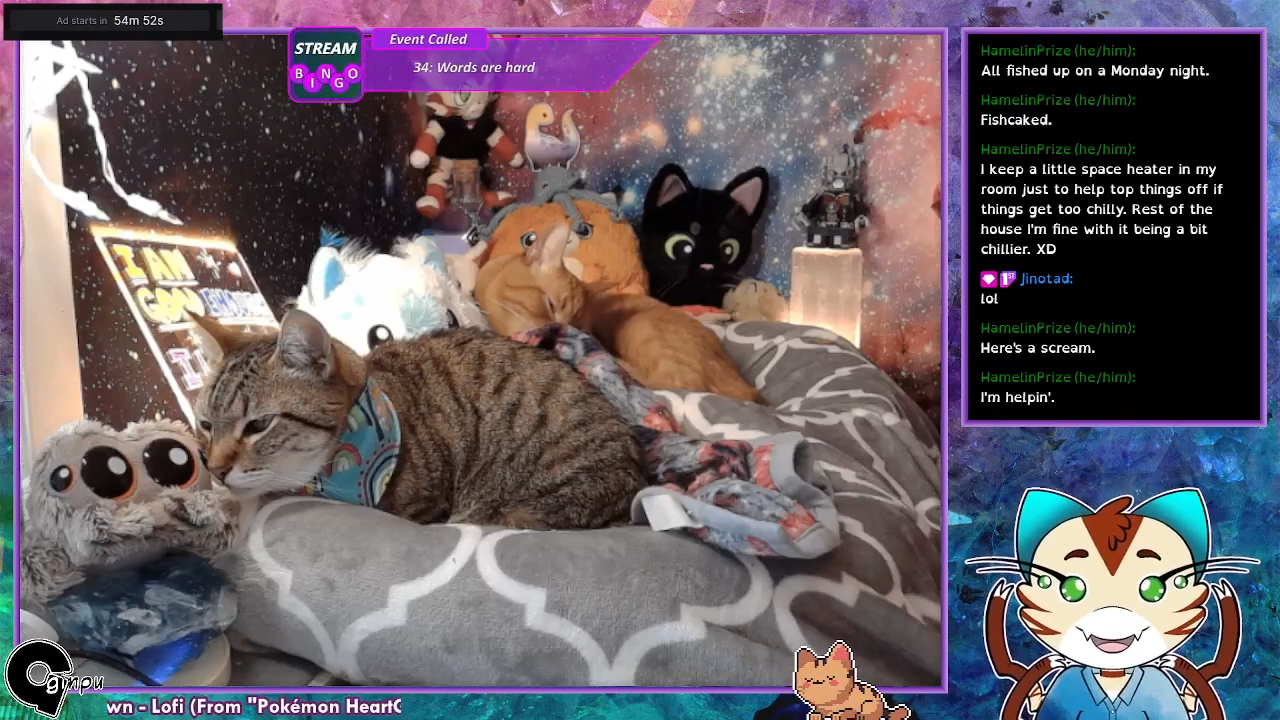 Ad starts in 54m 52s
STREAM
BINGO
Event Called
34: Words are hard
I AM
HamelinPrize (he/him):
All fished up on a Monday night.
HamelinPrize (he/him):
Fishcaked.
HamelinPrize (he/him):
I keep a little space heater in my
room just to help top things off if
things get too chilly. Rest of the
house I'm fine with it being a bit
chillier. XD
Jinotad:
lol
HamelinPrize (he/him):
Here's a scream.
HamelinPrize (he/him):
I'm helpin'.
ginpu
wn - Lofi (From "Pokémon HeartG